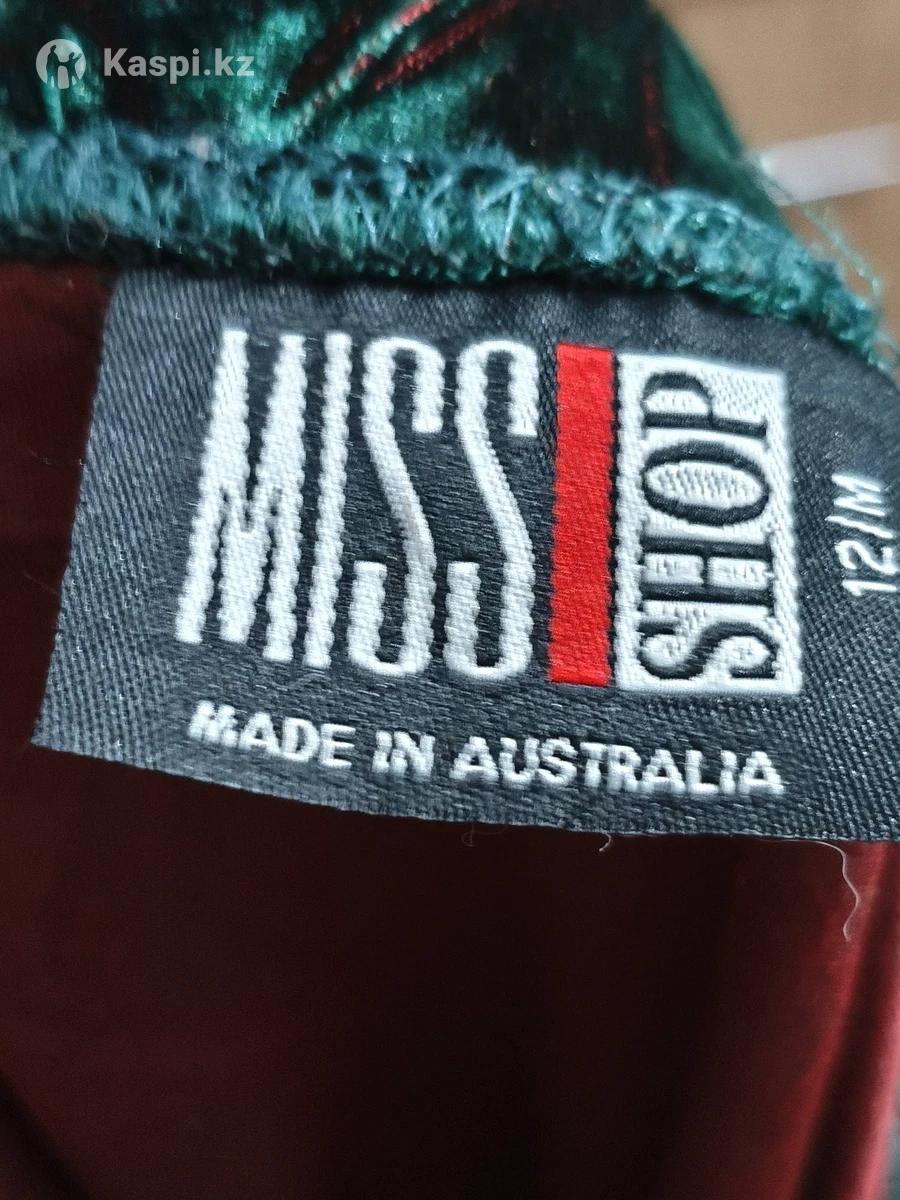 Kaspi.kz
MISS SHOP
12/M
MADE IN AUSTRALIA